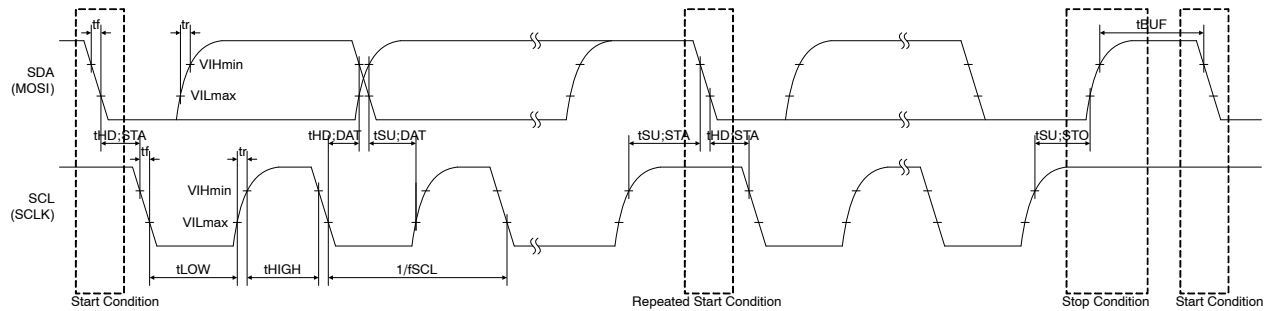 tf
tr
tBUF
SDA
(MOSI)
VIHmin
VILmax
tHD;STA
tHD;DAT
tSU;DAT
tSU;STA
tHD;STA
tSU;STO
tf
tr
SCL
(SCLK)
VIHmin
VILmax
tLOW
tHIGH
1/fSCL
Start Condition
Repeated Start Condition
Stop Condition
Start Condition